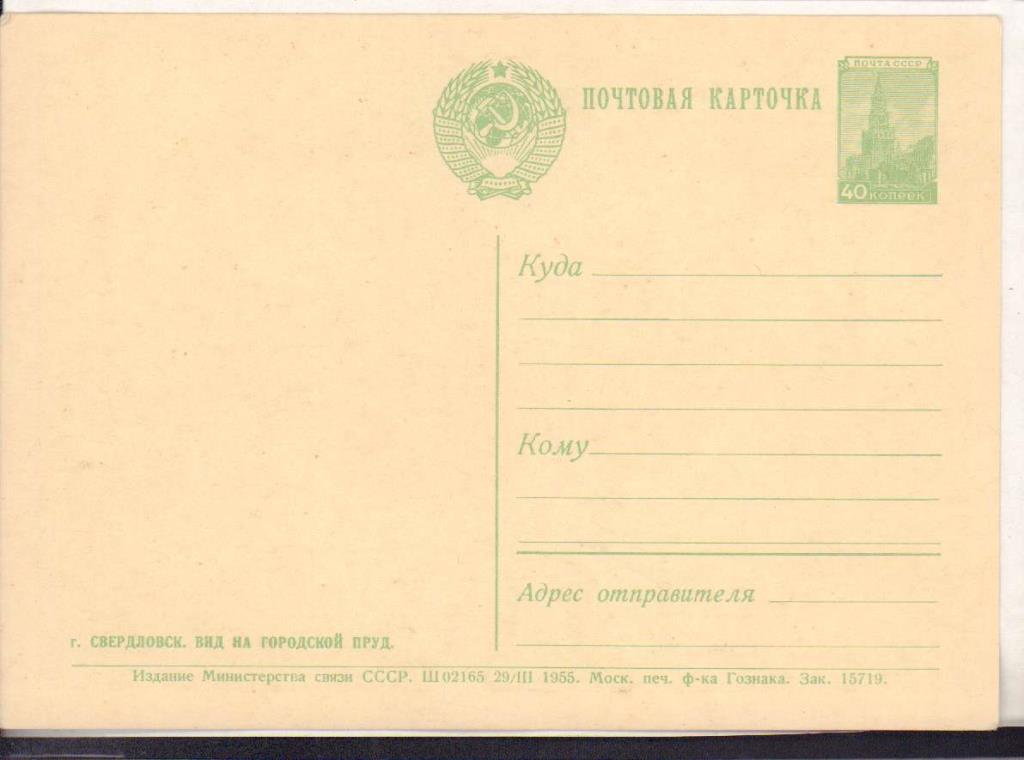 ПОЧТА СССР
ПОЧТОВАЯ КАРТОЧКА
40 КОПЕЕК
Куда
Кому
Адрес отправителя
г. СВЕРДЛОВСК. ВИД НА ГОРОДСКОЙ ПРУД.
Издание Министерства связи СССР. Ш02165 29/III 1955. Моск. печ. ф-ка Гознака. Зак. 15719.